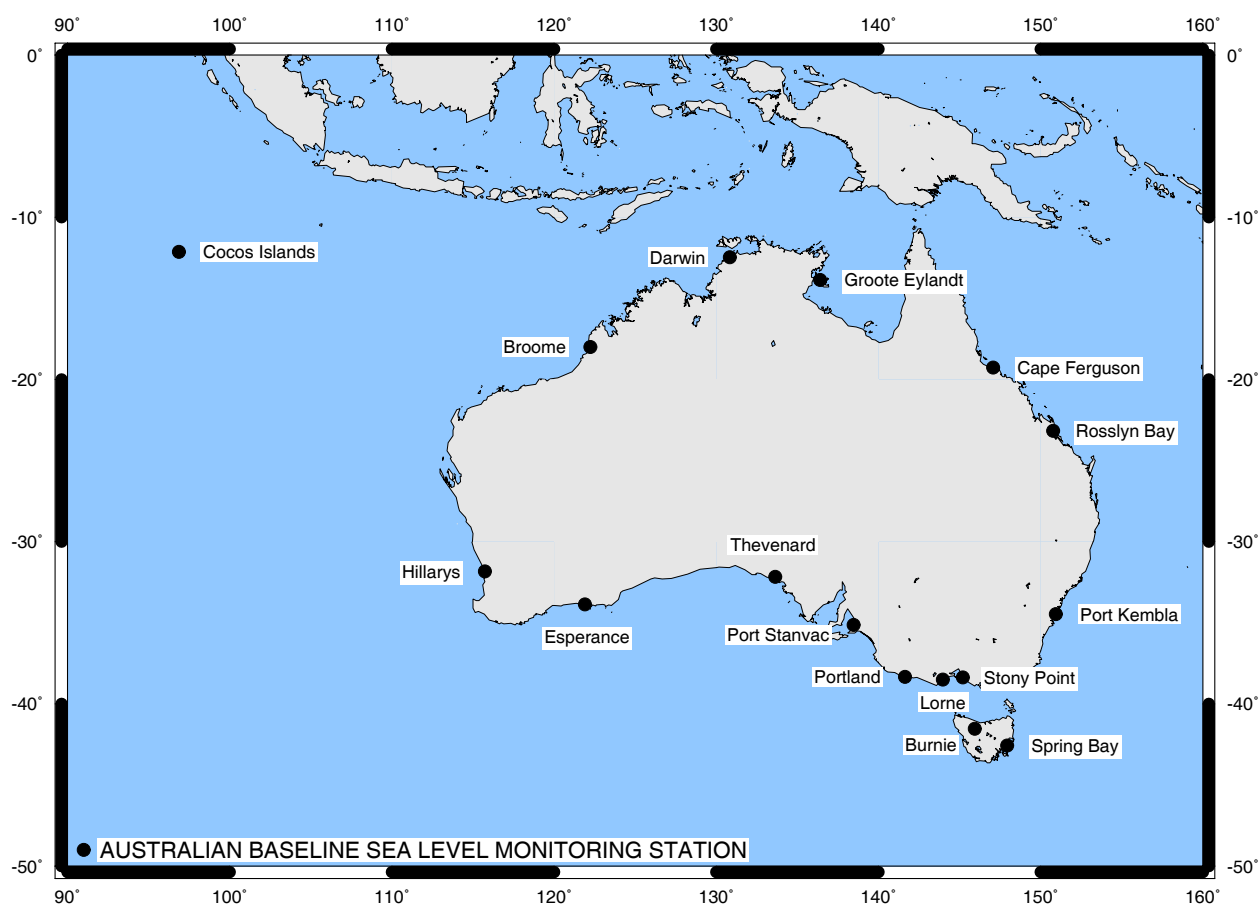 90˚ 100˚ 110˚ 120˚ 130˚ 140˚ 150˚ 160˚
0˚ 0˚
-10˚ -10˚
Cocos Islands
Darwin
Groote Eylandt
Broome
Cape Ferguson
-20˚ -20˚
Rosslyn Bay
-30˚ -30˚
Thevenard
Hillarys
Port Kembla
Esperance
Port Stanvac
Portland
Stony Point
Lorne
-40˚ -40˚
Burnie
Spring Bay
AUSTRALIAN BASELINE SEA LEVEL MONITORING STATION
-50˚ -50˚
90˚ 100˚ 110˚ 120˚ 130˚ 140˚ 150˚ 160˚